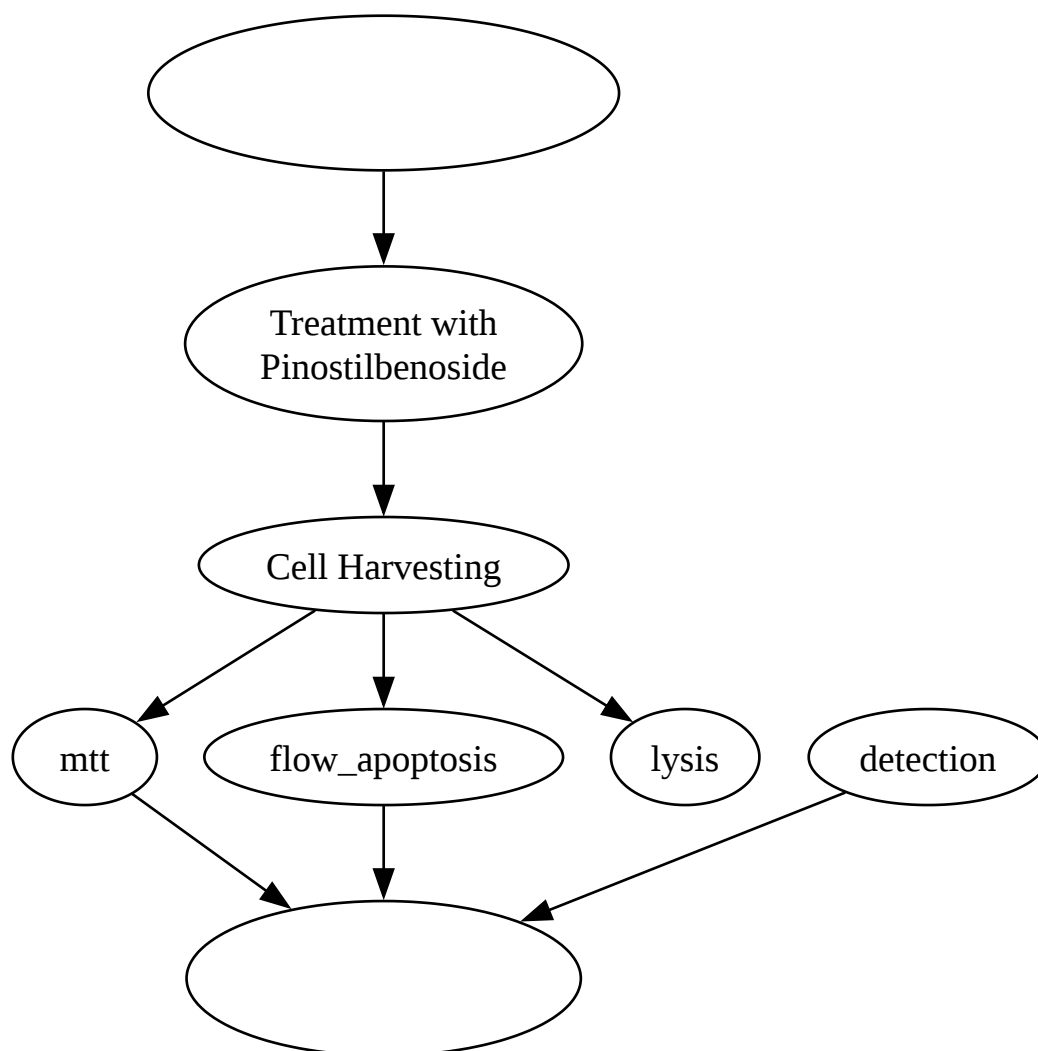 Treatment with
Pinostilbenoside
Cell Harvesting
mtt
flow_apoptosis
lysis
detection